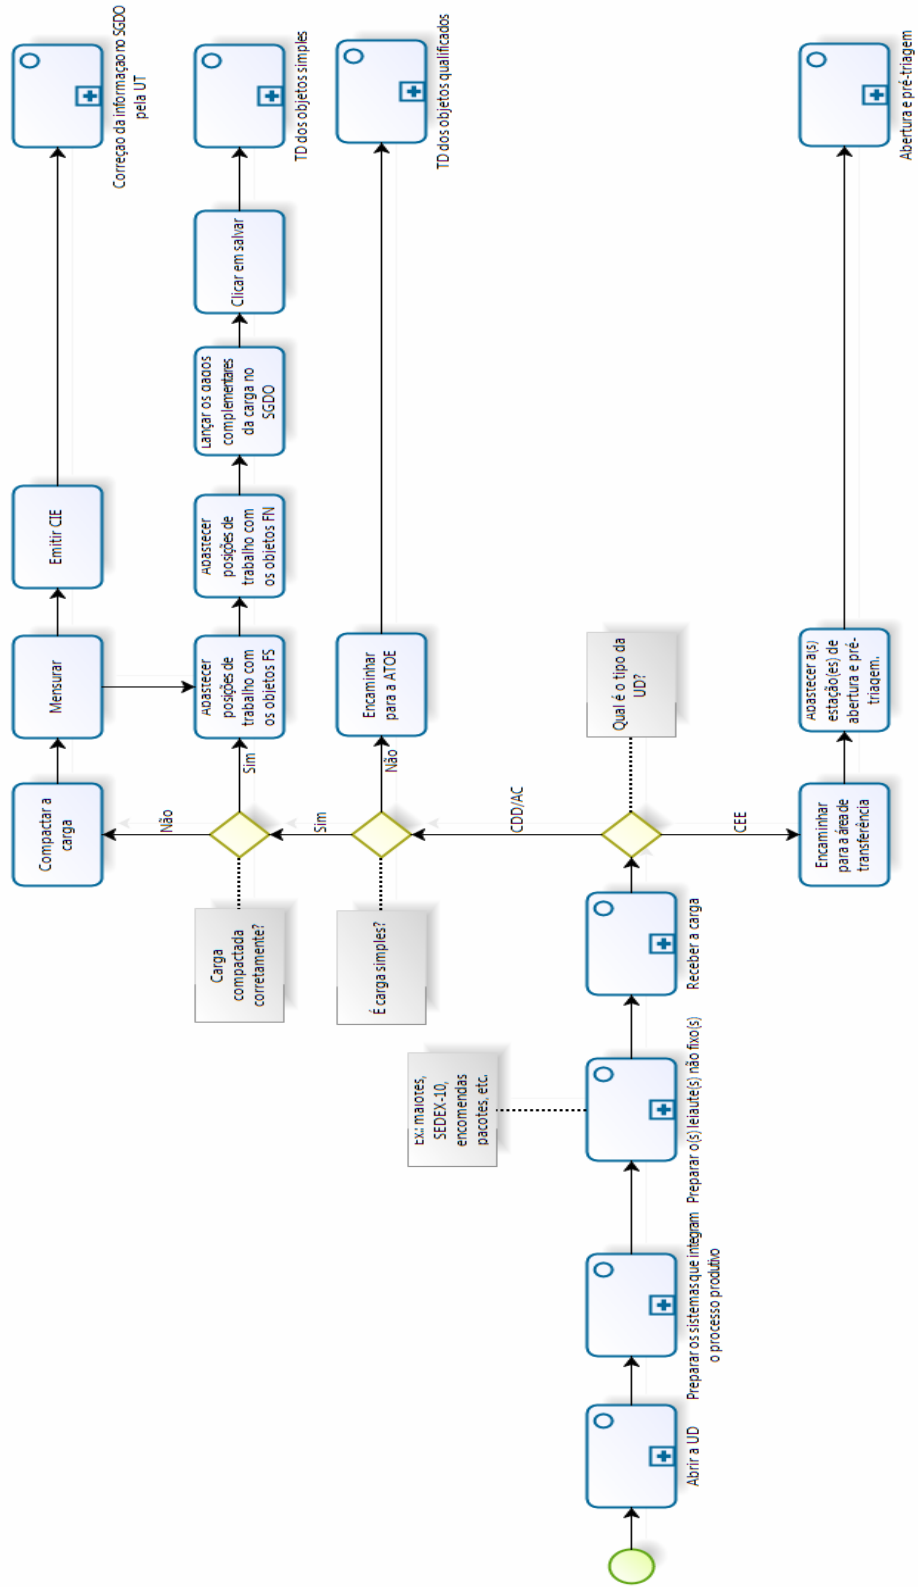 Abrir a UD
Preparar os sistemas que integram
o processo produtivo
Preparar o(s) leiaute(s) não fixo(s)
Ex.: malotes,
SEDEX-10,
encomendas
pacotes, etc.
Receber a carga
Qual é o tipo da
UD?
CDD/AC
CEE
É carga simples?
Sim
Não
Carga
compactada
corretamente?
Não
Sim
Compactar a
carga
Mensurar
Emitir CIE
Correção da informação no SGDO
pela UT
Abastecer
posições de
trabalho com
os objetos FS
Abastecer
posições de
trabalho com
os objetos FN
Lançar os dados
complementares
da carga no
SGDO
Clicar em salvar
TD dos objetos simples
Encaminhar
para a ATOE
TD dos objetos qualificados
Encaminhar
para a área de
transferência
Abastecer a(s)
estação(es) de
abertura e pré-
triagem.
Abertura e pré-triagem